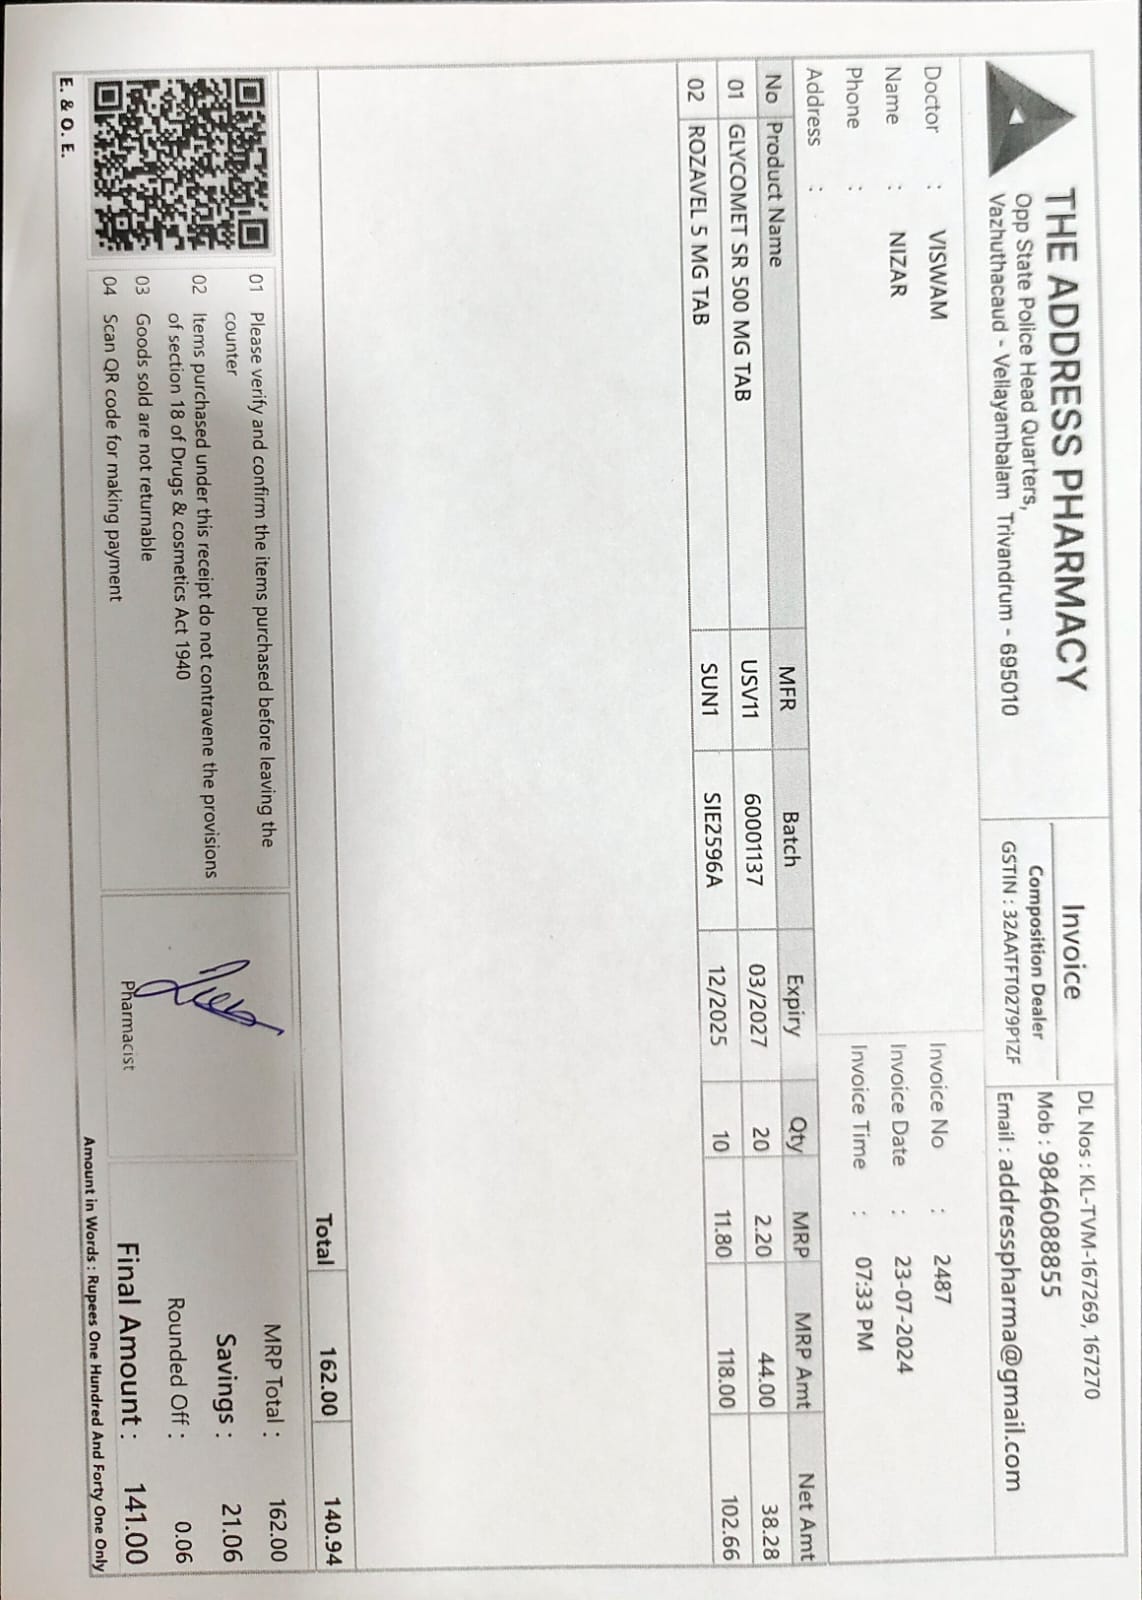 THE ADDRESS PHARMACY
Opp State Police Head Quarters,
Vazhuthacaud - Vellayambalam Trivandrum - 695010
Invoice
Composition Dealer
GSTIN : 32AATFT0279P1ZF
DL Nos : KL-TVM-167269, 167270
Mob : 9846088855
Email : addresspharma@gmail.com
Doctor : VISWAM
Name : NIZAR
Phone :
Address :
Invoice No : 2487
Invoice Date : 23-07-2024
Invoice Time : 07:33 PM
No Product Name MFR Batch Expiry Qty MRP MRP Amt Net Amt
01 GLYCOMET SR 500 MG TAB USV11 60001137 03/2027 20 2.20 44.00 38.28
02 ROZAVEL 5 MG TAB SUN1 SIE2596A 12/2025 10 11.80 118.00 102.66
Total 162.00 140.94
01 Please verify and confirm the items purchased before leaving the
counter
02 Items purchased under this receipt do not contravene the provisions
of section 18 of Drugs & cosmetics Act 1940
03 Goods sold are not returnable
04 Scan QR code for making payment
Pharmacist
MRP Total : 162.00
Savings : 21.06
Rounded Off : 0.06
Final Amount : 141.00
Amount in Words : Rupees One Hundred And Forty One Only
E. & O. E.